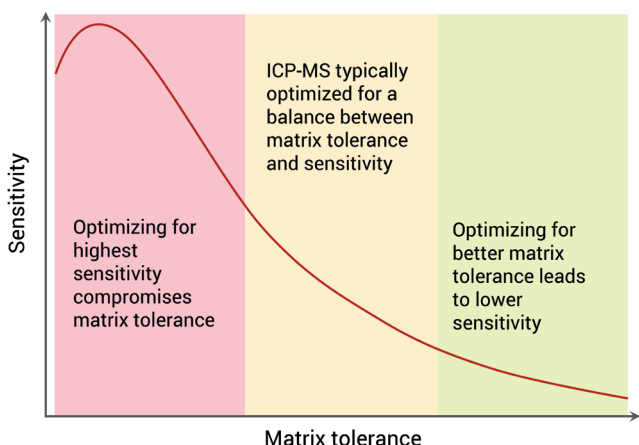 ICP-MS typically
optimized for a
balance between
matrix tolerance
and sensitivity
Sensitivity
Optimizing for
highest
sensitivity
compromises
matrix tolerance
Optimizing for
better matrix
tolerance leads
to lower
sensitivity
Matrix tolerance